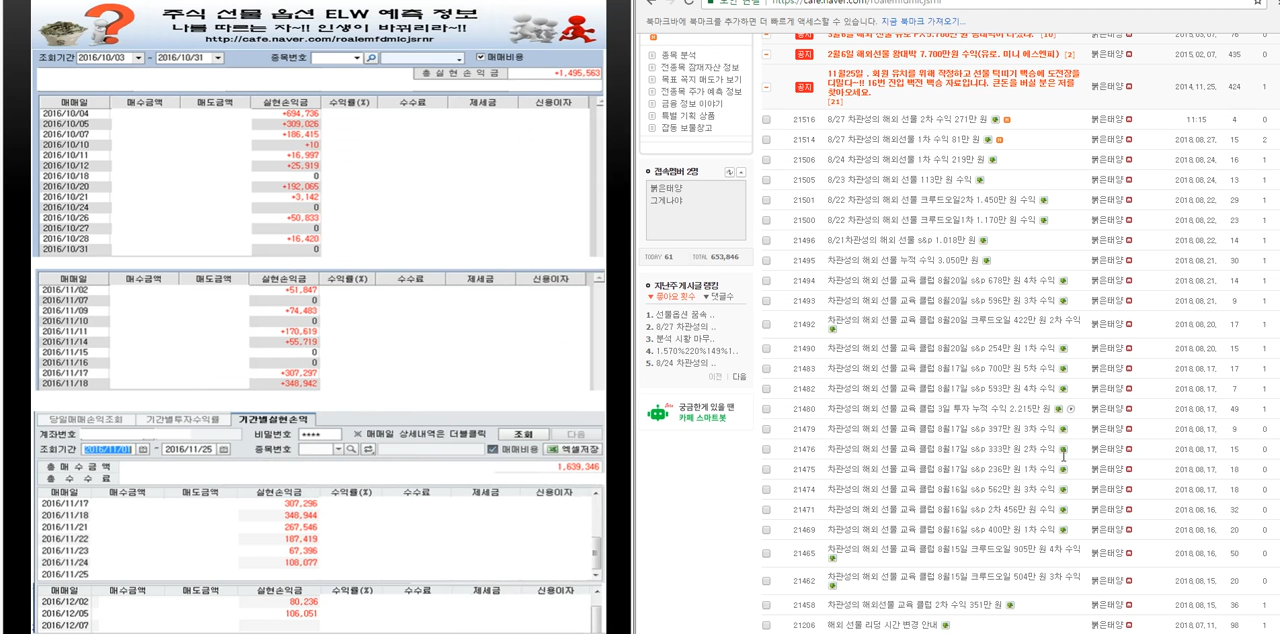 주식 선물 옵션 ELW 예측 정보
나를 따르는 자~!! 인생이 바뀌리라~!!
http://cafe.naver.com/roalemfdmlcjsrnr
조회기간 2016/10/03 - 2016/10/31 종목번호 매매비용
총 실 현 손 익 금 +1,495,563
매매일 매수금액 매도금액 실현손익금 수익률(%) 수수료 제세금 신용이자
2016/10/04 +694,736
2016/10/05 +309,026
2016/10/07 +186,415
2016/10/10 +10
2016/10/11 +16,997
2016/10/12 +25,919
2016/10/18 0
2016/10/20 +192,065
2016/10/21 +3,142
2016/10/24 0
2016/10/26 +50,833
2016/10/27 0
2016/10/28 +16,420
2016/10/31 0
매매일 매수금액 매도금액 실현손익금 수익률(%) 수수료 제세금 신용이자
2016/11/02 +51,847
2016/11/07 0
2016/11/09 +74,483
2016/11/10 0
2016/11/11 +170,619
2016/11/14 +55,719
2016/11/15 0
2016/11/16 0
2016/11/17 +307,297
2016/11/18 +348,942
당일매매손익조회 기간별투자수익률 기간별실현손익
계좌번호 비밀번호 **** ※ 매매일 상세내역은 더블클릭 조회 다음
조회기간 2016/11/01 - 2016/11/25 종목번호 매매비용 엑셀저장
총 매 수 금 액 1,639,346
총 수 수 료
매매일 매수금액 매도금액 실현손익금 수익률(%) 수수료 제세금 신용이자
2016/11/17 307,296
2016/11/18 348,944
2016/11/21 267,546
2016/11/22 187,419
2016/11/23 67,396
2016/11/24 108,077
2016/11/25
매매일 매수금액 매도금액 실현손익금 수익률(%) 수수료 제세금 신용이자
2016/12/02 80,236
2016/12/05 106,051
2016/12/07
https://cafe.naver.com/roalemfdmlcjsrnr
북마크바에 북마크를 추가하면 더 빠르게 액세스할 수 있습니다. 지금 북마크 가져오기...
종목 분석
전종목 잠재자산 정보
목표 꼭지 매도가 보기
전종목 주가 예측 정보
금융 정보 이야기
특별 기획 상품
잡동 보물창고
접속멤버 2명
붉은태양
그게나야
TODAY 61 TOTAL 653,846
지난주 게시글 랭킹
▼ 좋아요 횟수 ▼ 댓글수
1. 선물옵션 꿈속 ..
2. 8/27 차관성의 ..
3. 분석 시황 마무..
4. 1.570%220%149%1..
5. 8/24 차관성의 ..
이전 다음
궁금한게 있을 땐
카페 스마트봇
공지 붉은태양 2015,03,07, 76 0
공지 2월6일 해외선물 왕대박 7.700만원 수익(유로. 미니 에스엔피) [2] 붉은태양 2015,02,07, 435 0
공지 11월25일 . 회원 유치를 위해 작성하고 선물 턱미기 백승에 도전장을 디밀다~!! 16번 진입 백전 백승 자료입니다. 큰돈을 버실 분은 저를 찾아오세요. [21] 붉은태양 2014,11,25, 424 1
21516 8/27 차관성의 해외 선물 2차 수익 271만 원 붉은태양 11:15 4 0
21514 8/27 차관성의 해외선물 1차 수익 81만 원 붉은태양 2018,08,27, 15 2
21506 8/24 차관성의 해외 선물 1차 수익 219만 원 붉은태양 2018,08,24, 16 1
21505 8/23 차관성의 해외 선물 113만 원 수익 붉은태양 2018,08,24, 13 1
21501 8/22 차관성의 해외 선물 크루드오일2차 1.450만 원 수익 붉은태양 2018,08,22, 29 1
21500 8/22 차관성의 해외 선물 크루드오일1차 1.170만 원 수익 붉은태양 2018,08,22, 23 1
21496 8/21차관성의 해외 선물 s&p 1.018만 원 붉은태양 2018,08,22, 14 1
21495 차관성의 해외 선물 누적 수익 3.050만 원 붉은태양 2018,08,21, 30 1
21494 차관성의 해외 선물 교육 클럽 8월20일 s&p 678만 원 4차 수익 붉은태양 2018,08,21, 14 1
21493 차관성의 해외 선물 교육 클럽 8월20일 s&p 596만 원 3차 수익 붉은태양 2018,08,21, 9 1
21492 차관성의 해외 선물 교육 클럽 8월20일 크루드오일 422만 원 2차 수익 붉은태양 2018,08,20, 17 1
21490 차관성의 해외 선물 교육 클럽 8월20일 s&p 254만 원 1차 수익 붉은태양 2018,08,20, 15 1
21483 차관성의 해외 선물 교육 클럽 8월17일 s&p 700만 원 5차 수익 붉은태양 2018,08,17, 17 1
21482 차관성의 해외 선물 교육 클럽 8월17일 s&p 593만 원 4차 수익 붉은태양 2018,08,17, 7 1
21480 차관성의 해외 선물 교육 클럽 3일 투자 누적 수익 2.215만 원 붉은태양 2018,08,17, 49 1
21479 차관성의 해외 선물 교육 클럽 8월17일 s&p 397만 원 3차 수익 붉은태양 2018,08,17, 9 0
21476 차관성의 해외 선물 교육 클럽 8월17일 s&p 333만 원 2차 수익 붉은태양 2018,08,17, 15 0
21475 차관성의 해외 선물 교육 클럽 8월17일 s&p 236만 원 1차 수익 붉은태양 2018,08,17, 18 0
21474 차관성의 해외 선물 교육 클럽 8월16일 s&p 562만 원 3차 수익 붉은태양 2018,08,17, 16 0
21471 차관성의 해외 선물 교육 클럽 8월16일 s&p 2차 456만 원 수익 붉은태양 2018,08,16, 32 0
21469 차관성의 해외 선물 교육 클럽 8월16일 s&p 400만 원 1차 수익 붉은태양 2018,08,16, 20 0
21465 차관성의 해외 선물 교육 클럽 8월15일 크루드오일 905만 원 4차 수익 붉은태양 2018,08,16, 50 0
21462 차관성의 해외 선물 교육 클럽 8월15일 크루드오일 504만 원 3차 수익 붉은태양 2018,08,15, 20 0
21458 차관성의 해외선물 교육 클럽 2차 수익 351만 원 붉은태양 2018,08,15, 36 1
21206 해외 선물 리딩 시간 변경 안내 붉은태양 2018,07,11, 98 1